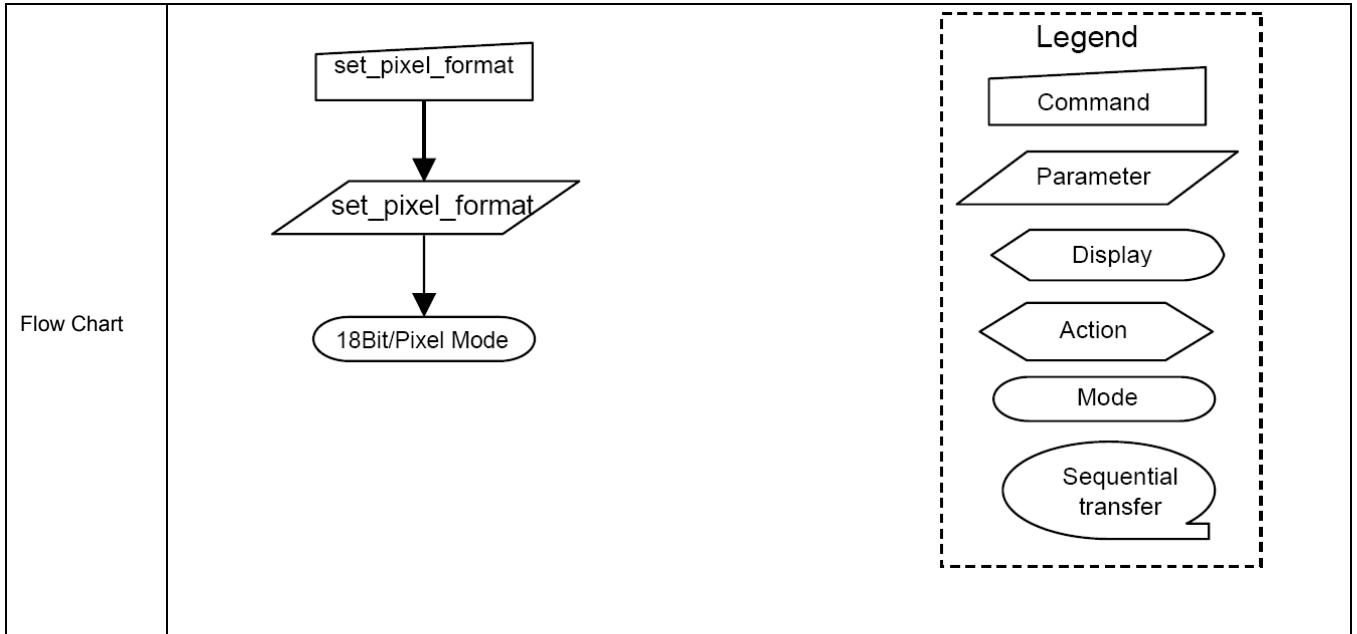 Flow Chart
set_pixel_format
set_pixel_format
18Bit/Pixel Mode
Legend
Command
Parameter
Display
Action
Mode
Sequential
transfer